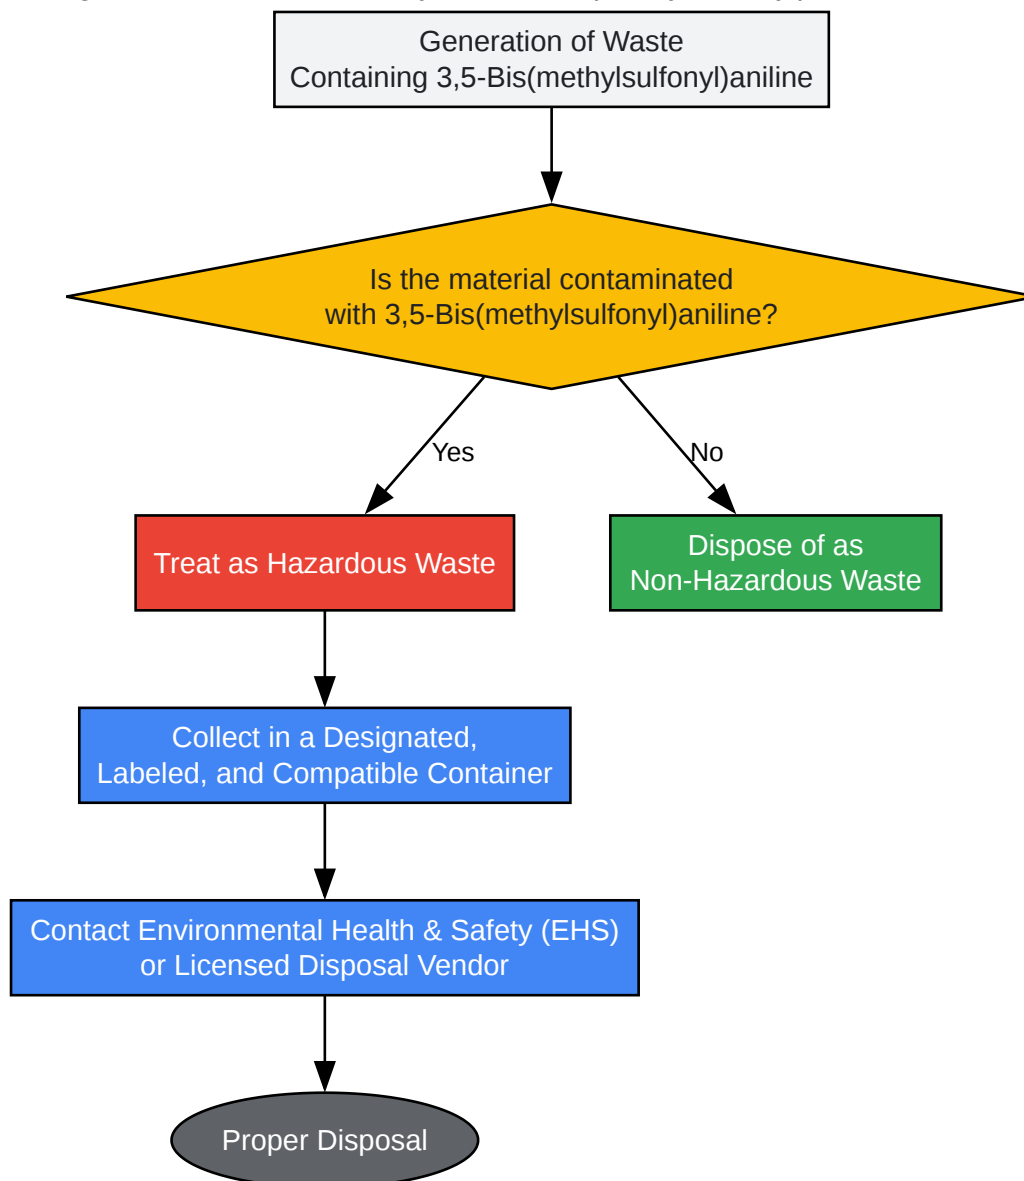 Generation of Waste
Containing 3,5-Bis(methylsulfonyl)aniline
Is the material contaminated
with 3,5-Bis(methylsulfonyl)aniline?
Yes
No
Treat as Hazardous Waste
Dispose of as
Non-Hazardous Waste
Collect in a Designated,
Labeled, and Compatible Container
Contact Environmental Health & Safety (EHS)
or Licensed Disposal Vendor
Proper Disposal